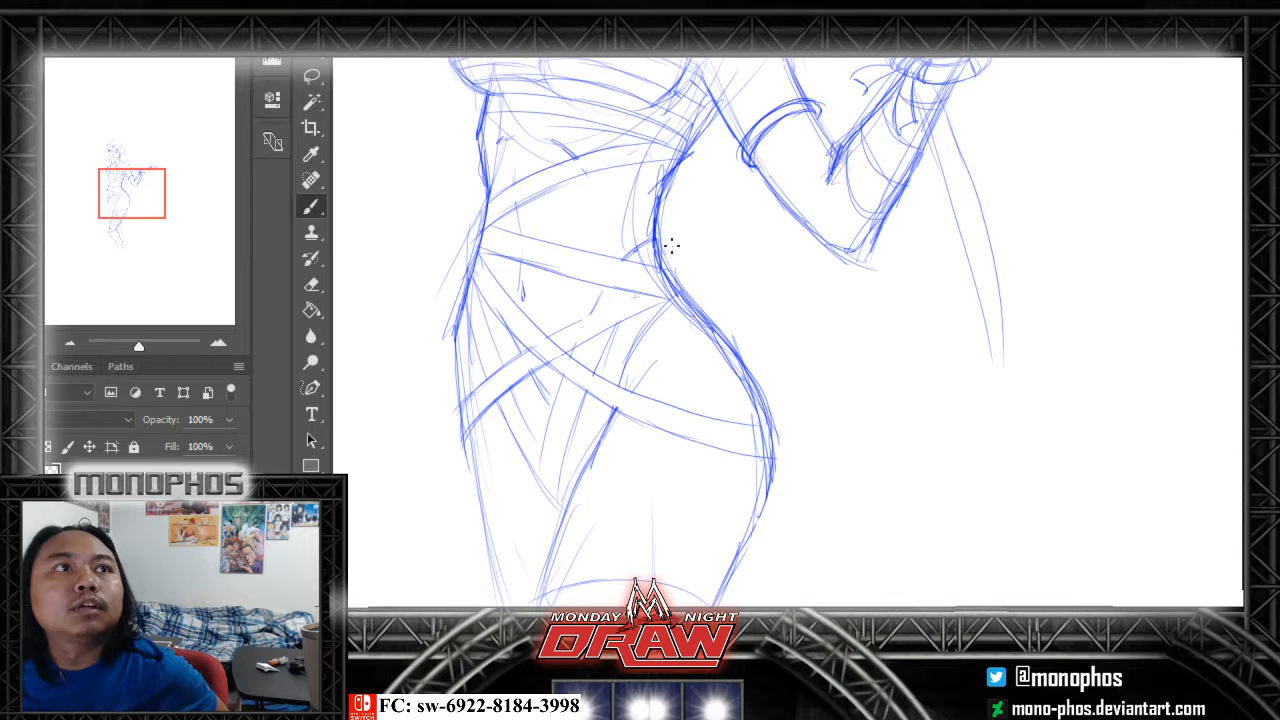 Channels Paths
Opacity: 100%
Fill: 100%
MONOPHOS
MONDAY NIGHT
DRAW
FC: sw-6922-8184-3998
@monophos
mono-phos.deviantart.com